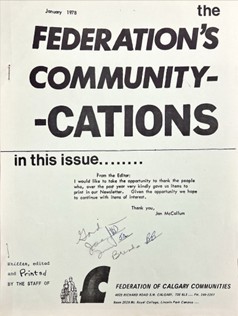 January 1978
the
FEDERATION'S
COMMUNITY-
-CATIONS
in this issue........
From the Editor:
I would like to take the opportunity to thank the people
who, over the past year very kindly gave us items to
print in our Newsletter. Given the opportunity we hope
to continue with items of interest.
Thank you,
Jan McCallum
Written, edited
and Printed
BY THE STAFF OF
FEDERATION OF CALGARY COMMUNITIES